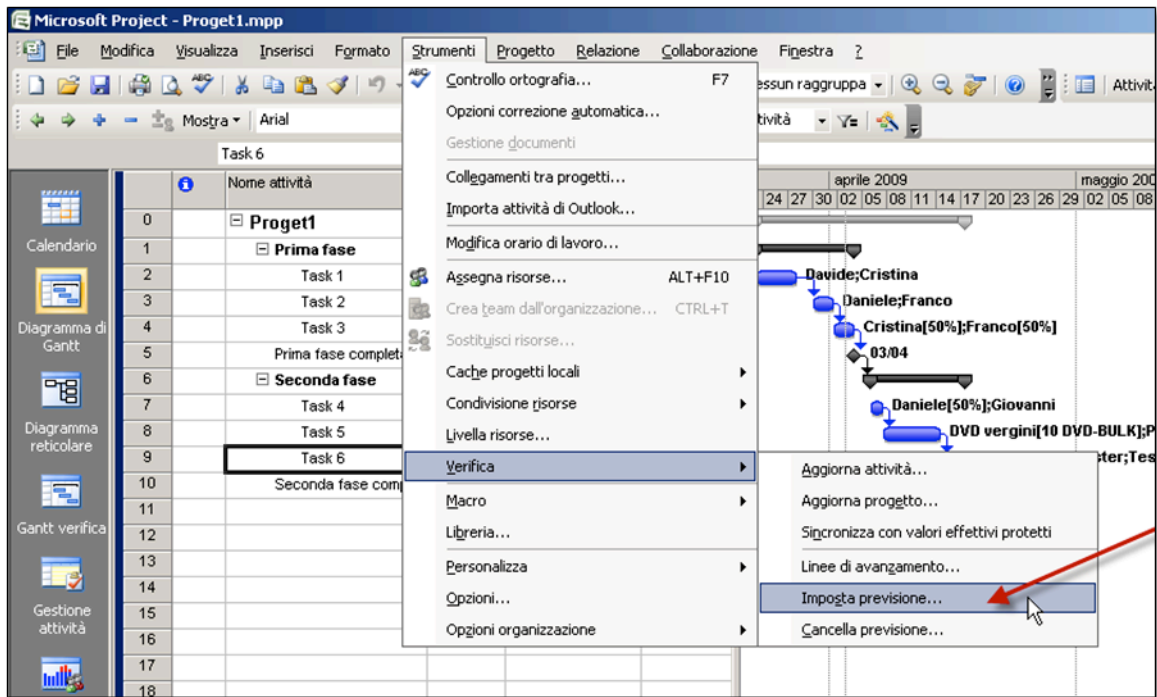 Microsoft Project - Proget1.mpp
File Modifica Visualizza Inserisci Formato Strumenti Progetto Relazione Collaborazione Finestra ?
essun raggruppa Attivit
Mostra Arial tività
Task 6
Controllo ortografia... F7
Opzioni correzione automatica...
Gestione documenti
Collegamenti tra progetti...
Importa attività di Outlook...
Modifica orario di lavoro...
Assegna risorse... ALT+F10
Crea team dall'organizzazione... CTRL+T
Sostituisci risorse...
Cache progetti locali
Condivisione risorse
Livella risorse...
Verifica
Macro
Libreria...
Personalizza
Opzioni...
Opzioni organizzazione
Aggiorna attività...
Aggiorna progetto...
Sincronizza con valori effettivi protetti
Linee di avanzamento...
Imposta previsione...
Cancella previsione...
Calendario
Diagramma di
Gantt
Diagramma
reticolare
Gantt verifica
Gestione
attività
Nome attività
0 Proget1
1 Prima fase
2 Task 1
3 Task 2
4 Task 3
5 Prima fase complet
6 Seconda fase
7 Task 4
8 Task 5
9 Task 6
10 Seconda fase com
11
12
13
14
15
16
17
18
aprile 2009 maggio 200
24 27 30 02 05 08 11 14 17 20 23 26 29 02 05 08
Davide;Cristina
Daniele;Franco
Cristina[50%];Franco[50%]
03/04
Daniele[50%];Giovanni
DVD vergini[10 DVD-BULK];P
ster;Tes